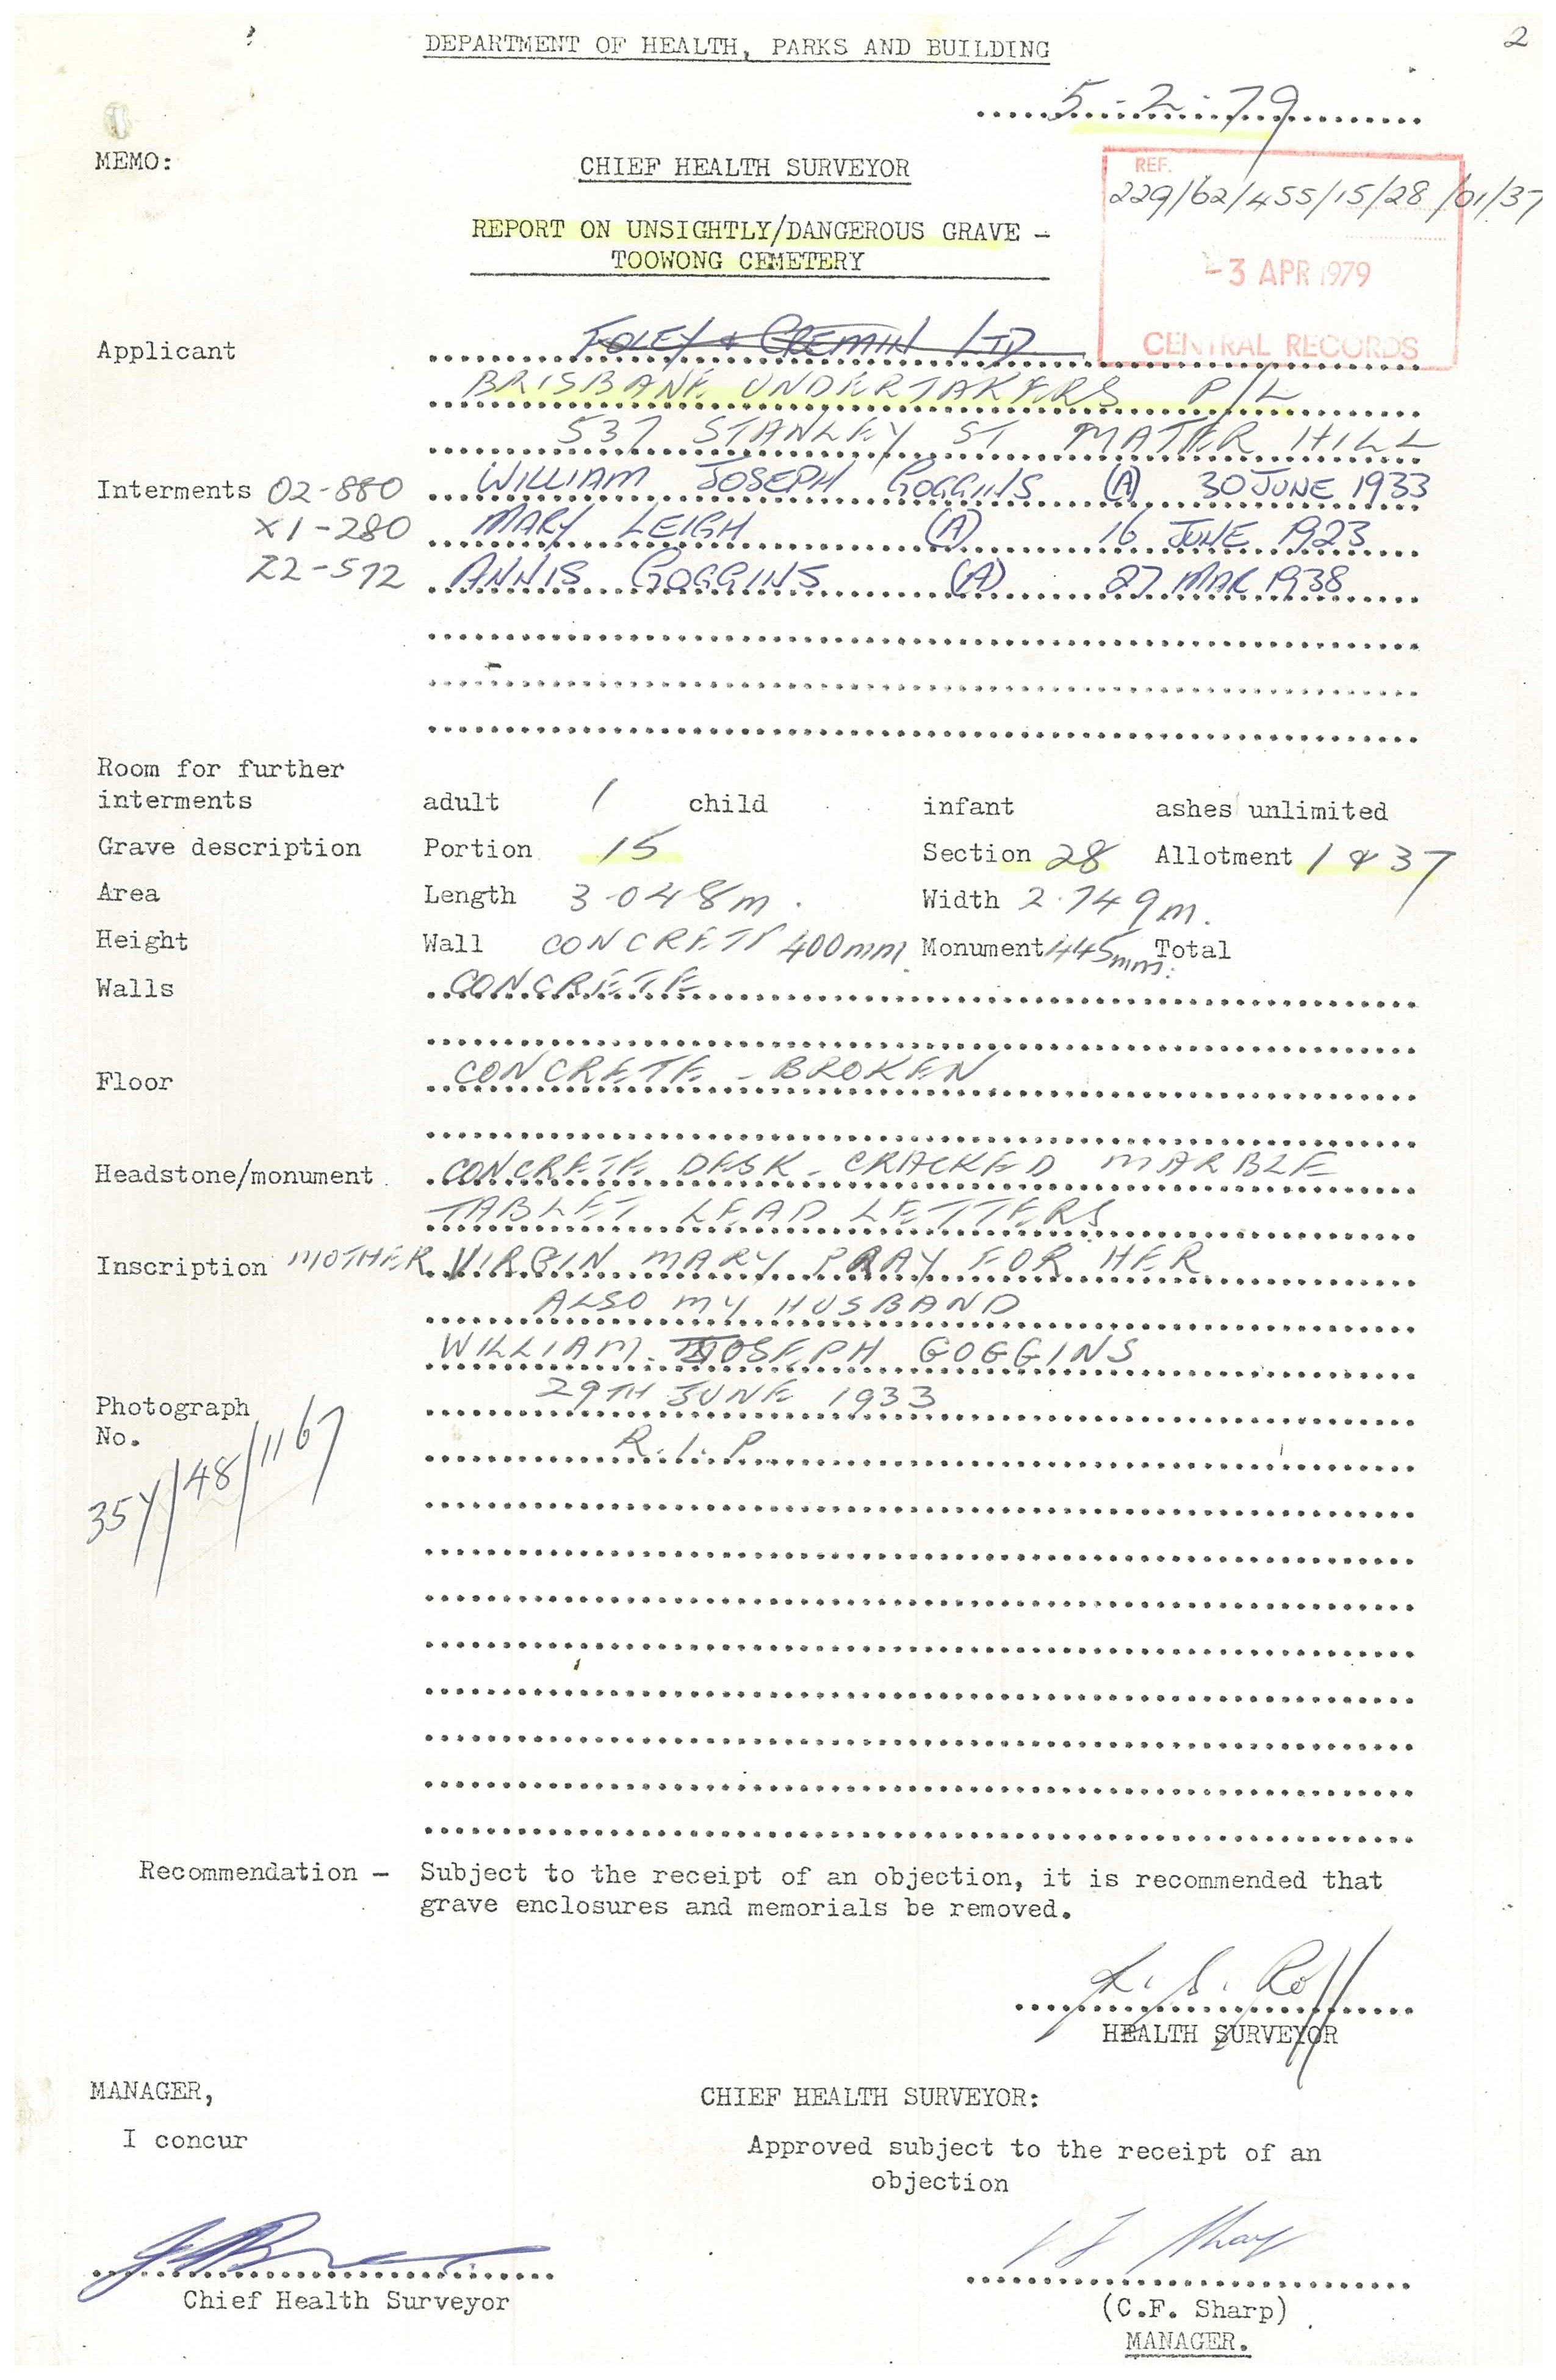 2
DEPARTMENT OF HEALTH, PARKS AND BUILDING
5-2-79
MEMO:
CHIEF HEALTH SURVEYOR
REF.
229/62/455/15/28/01/37
REPORT ON UNSIGHTLY/DANGEROUS GRAVE -
TOOWONG CEMETERY
-3 APR 1979
CENTRAL RECORDS
Applicant FOLEY & CREMAIN LTD
BRISBANE UNDERTAKERS P/L
537 STANLEY ST MATER HILL
Interments 02-880 WILLIAM JOSEPH GOGGINS (A) 30 JUNE 1933
X1-280 MARY LEIGH (A) 16 JUNE 1923
Z2-572 ANNIS GOGGINS (A) 27 MAR 1938
Room for further
interments adult 1 child infant ashes unlimited
Grave description Portion 15 Section 28 Allotment 1 & 37
Area Length 3.048m. Width 2.749m.
Height Wall CONCRETE 400mm Monument 445mm. Total
Walls CONCRETE
Floor CONCRETE - BROKEN
Headstone/monument CONCRETE DESK - CRACKED MARBLE
TABLET LEAD LETTERS
Inscription MOTHER VIRGIN MARY PRAY FOR HER
ALSO MY HUSBAND
WILLIAM. JOSEPH GOGGINS
29TH JUNE 1933
Photograph
No.
R.I.P.
35Y/48/1167
Recommendation - Subject to the receipt of an objection, it is recommended that
grave enclosures and memorials be removed.
HEALTH SURVEYOR
MANAGER,
CHIEF HEALTH SURVEYOR:
I concur
Approved subject to the receipt of an
objection
Chief Health Surveyor
(C.F. Sharp)
MANAGER.